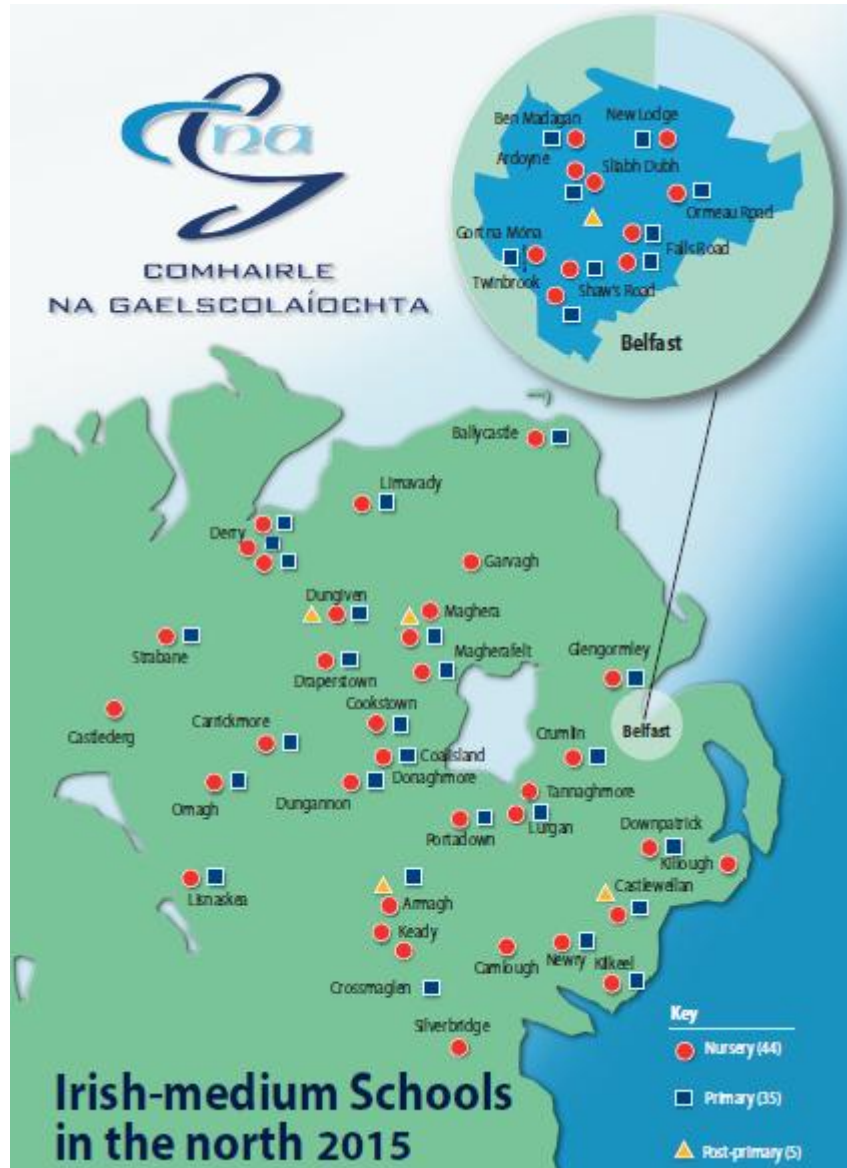 cna
G
COMHAIRLE
NA GAELSCOLAÍOCHTA
Ben Madagan
New Lodge
Ardoyne
Sliabh Dubh
Ormeau Road
Gort na Móna
Falls Road
Twinbrook
Shaw's Road
Belfast
Ballycastle
Limavady
Derry
Garvagh
Dungiven
Maghera
Strabane
Magherafelt
Glengormley
Draperstown
Cookstown
Castlederg
Carrickmore
Crumlin
Belfast
Coalisland
Omagh
Dungannon
Donaghmore
Tannaghmore
Portadown
Lurgan
Downpatrick
Killough
Lisnaskea
Castlewellan
Armagh
Keady
Camlough
Newry
Kilkeel
Crossmaglen
Silverbridge
Key
Nursery (44)
Primary (35)
Post-primary (5)
Irish-medium Schools
in the north 2015